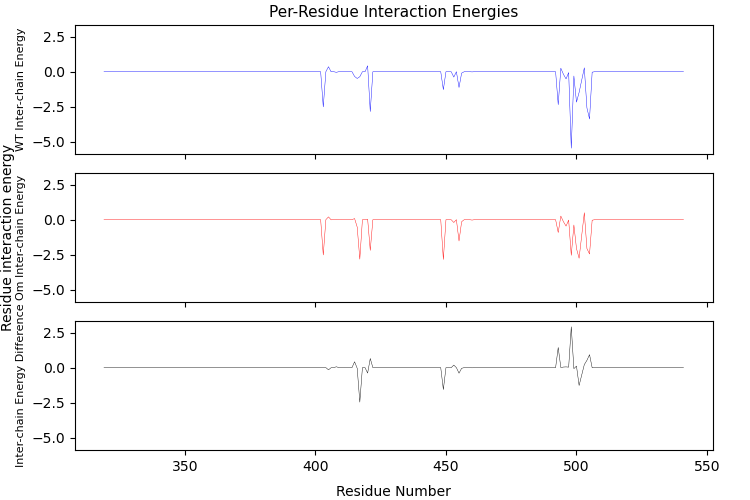 Per-Residue Interaction Energies
Residue interaction energy
WT Inter-chain Energy
2.5
0.0
−2.5
−5.0
Om Inter-chain Energy
2.5
0.0
−2.5
−5.0
Inter-chain Energy Difference
2.5
0.0
−2.5
−5.0
350
400
450
500
550
Residue Number